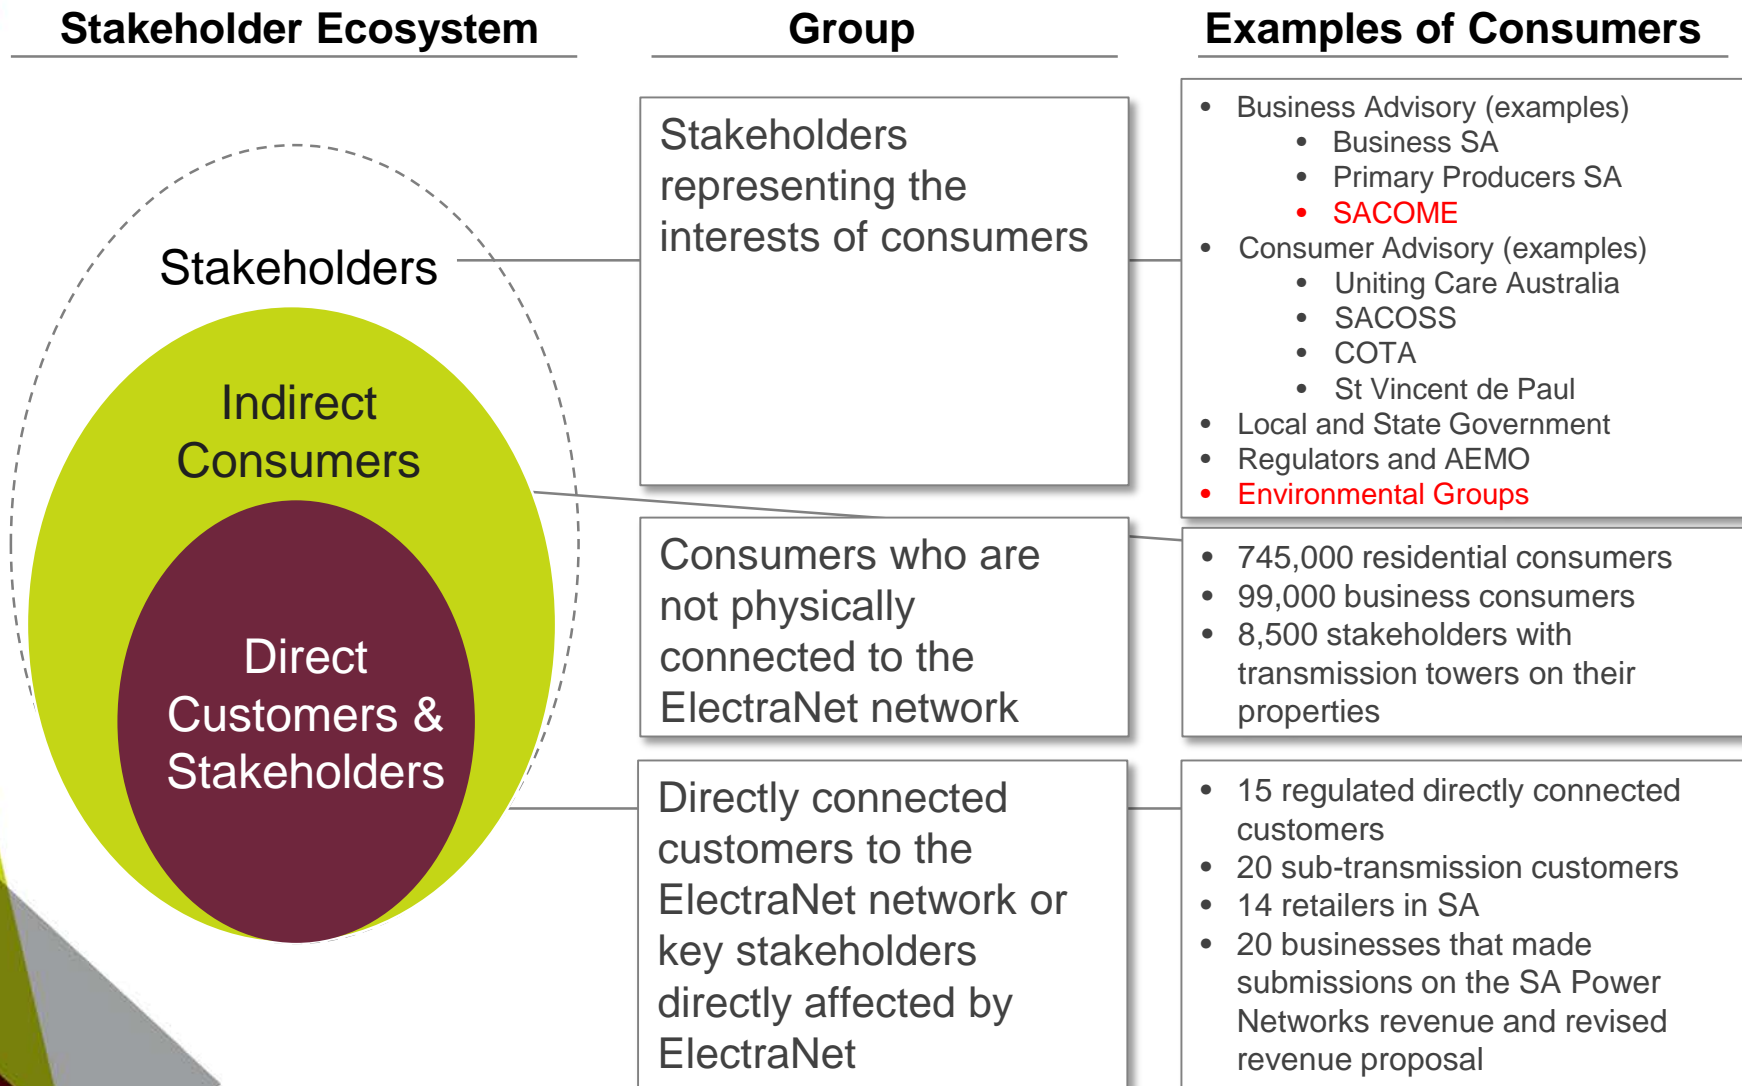 Stakeholder Ecosystem
Group
Examples of Consumers
Stakeholders
Indirect
Consumers
Direct
Customers &
Stakeholders
Stakeholders
representing the
interests of consumers
• Business Advisory (examples)
• Business SA
• Primary Producers SA
• SACOME
• Consumer Advisory (examples)
• Uniting Care Australia
• SACOSS
• COTA
• St Vincent de Paul
• Local and State Government
• Regulators and AEMO
• Environmental Groups
Consumers who are
not physically
connected to the
ElectraNet network
• 745,000 residential consumers
• 99,000 business consumers
• 8,500 stakeholders with
transmission towers on their
properties
Directly connected
customers to the
ElectraNet network or
key stakeholders
directly affected by
ElectraNet
• 15 regulated directly connected
customers
• 20 sub-transmission customers
• 14 retailers in SA
• 20 businesses that made
submissions on the SA Power
Networks revenue and revised
revenue proposal